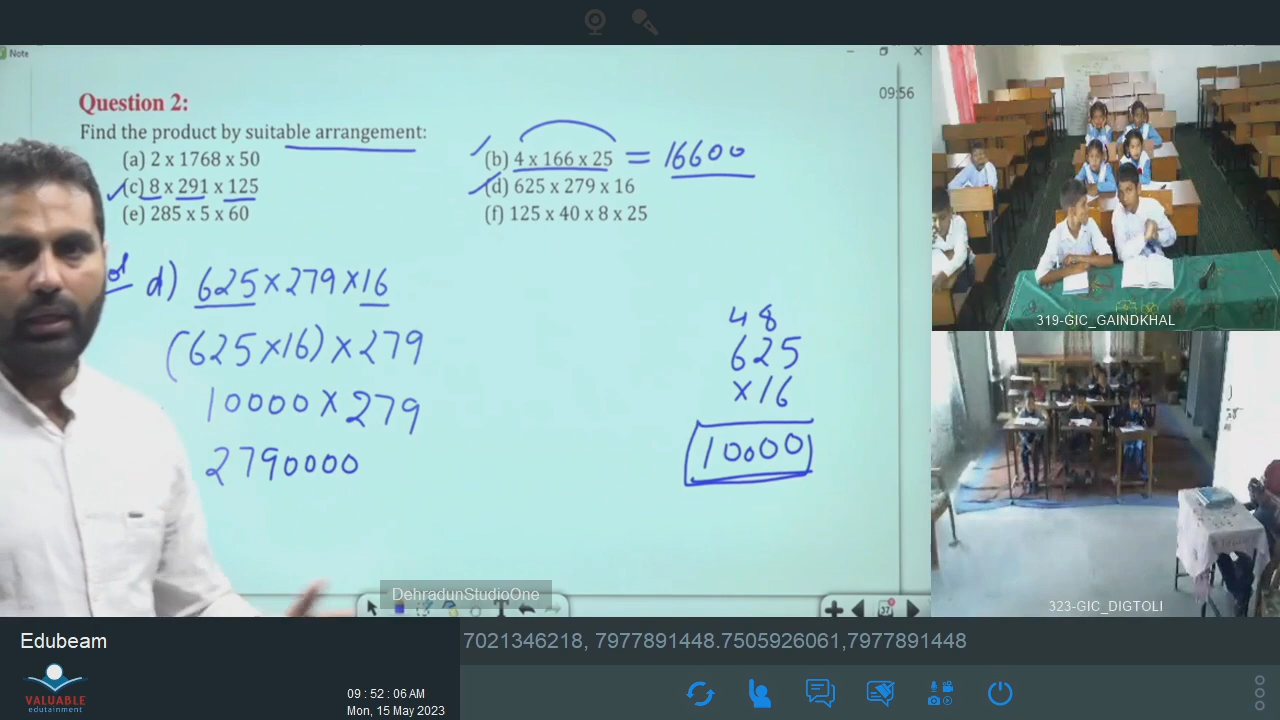 Note
09:56
Question 2:
Find the product by suitable arrangement:
(a) 2 x 1768 x 50
(b) 4 x 166 x 25 = 16600
(c) 8 x 291 x 125
(d) 625 x 279 x 16
(e) 285 x 5 x 60
(f) 125 x 40 x 8 x 25
d) 625 × 279 × 16
(625 × 16) × 279
10000 × 279
2790000
48
625
×16
10000
319-GIC_GAINDKHAL
323-GIC_DIGTOLI
DehradunStudioOne
Edubeam
7021346218, 7977891448.7505926061,7977891448
VALUABLE
edutainment
09 : 52 : 06 AM
Mon, 15 May 2023